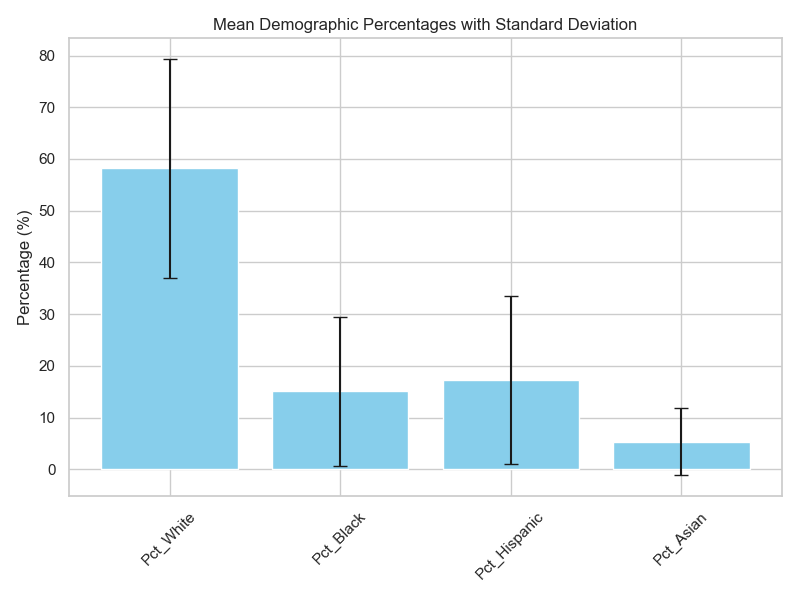 Mean Demographic Percentages with Standard Deviation
Percentage (%)
80
70
60
50
40
30
20
10
0
Pct_White
Pct_Black
Pct_Hispanic
Pct_Asian